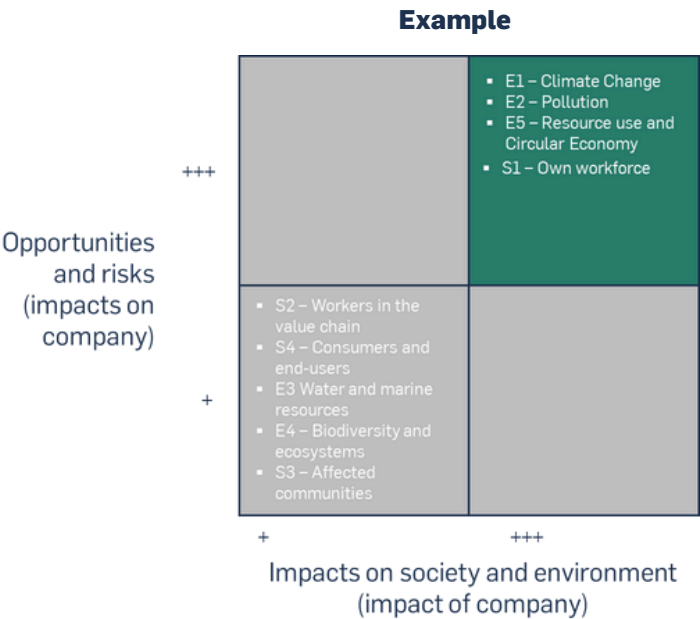 Example
▪ E1 – Climate Change
▪ E2 – Pollution
▪ E5 – Resource use and
Circular Economy
▪ S1 – Own workforce
+++
Opportunities
and risks
(impacts on
company)
▪ S2 – Workers in the
value chain
▪ S4 – Consumers and
end-users
▪ E3 Water and marine
resources
▪ E4 – Biodiversity and
ecosystems
▪ S3 – Affected
communities
+
+
+++
Impacts on society and environment
(impact of company)